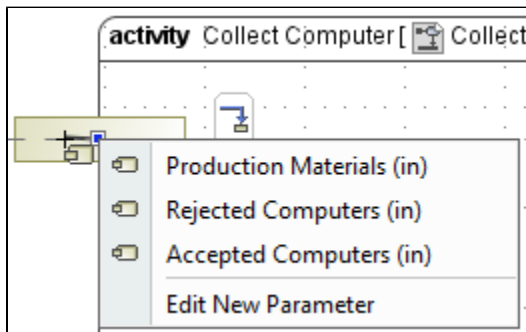 activity Collect Computer [ Collect
Production Materials (in)
Rejected Computers (in)
Accepted Computers (in)
Edit New Parameter